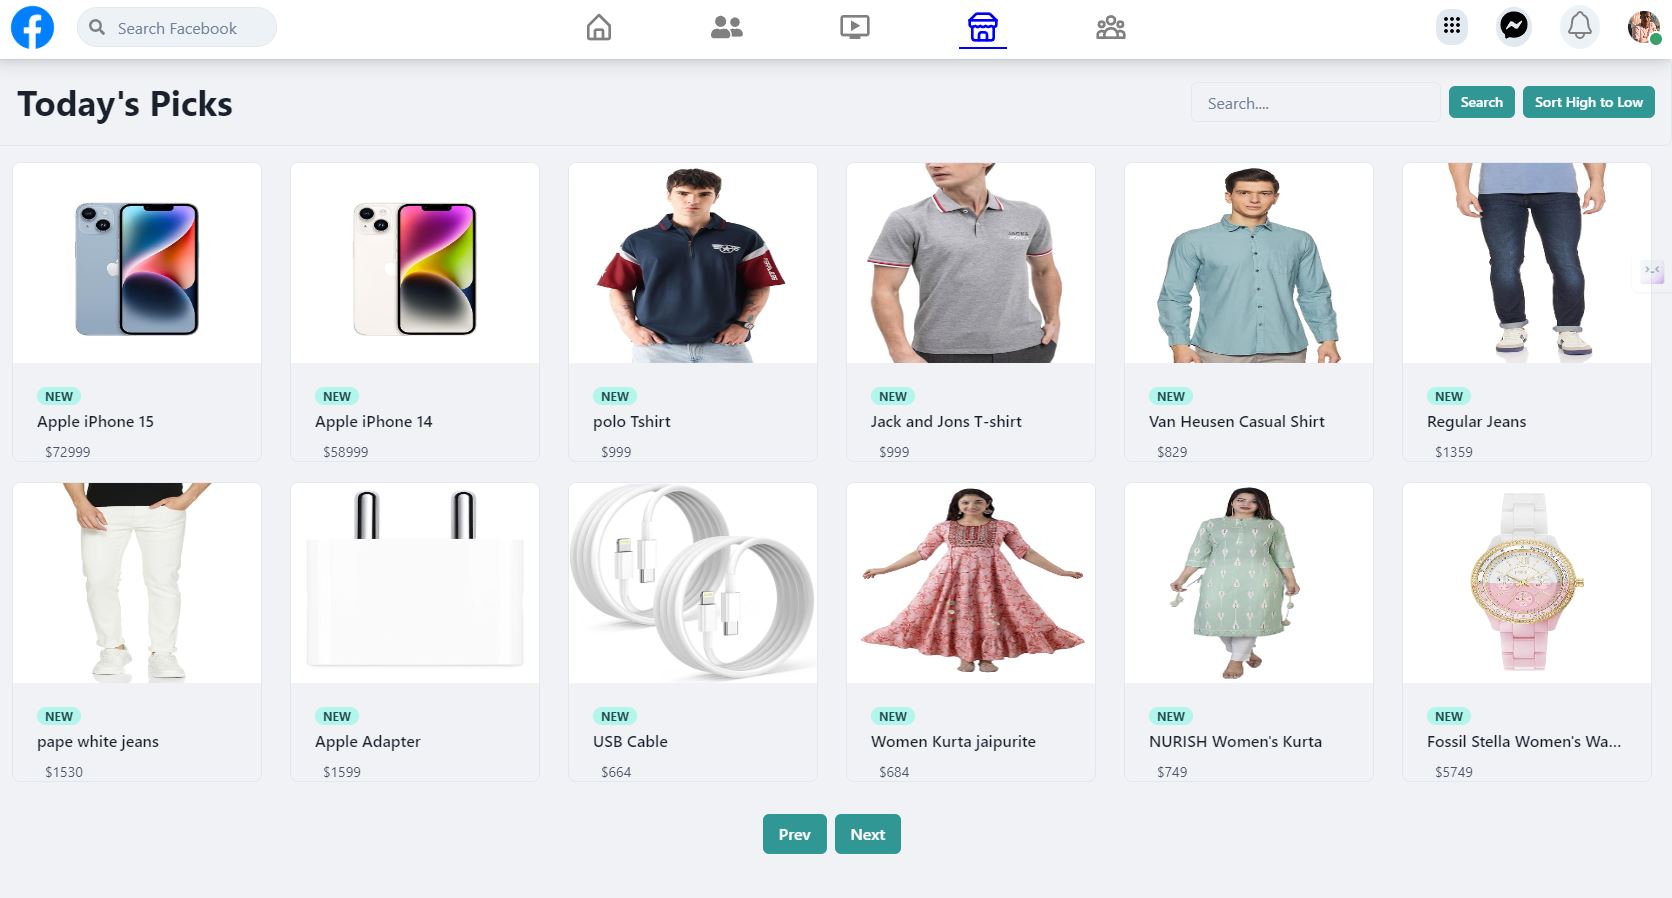 Search Facebook
Today's Picks
Search....
Search
Sort High to Low
NEW
Apple iPhone 15
$72999
NEW
Apple iPhone 14
$58999
NEW
polo Tshirt
$999
NEW
Jack and Jons T-shirt
$999
NEW
Van Heusen Casual Shirt
$829
NEW
Regular Jeans
$1359
NEW
pape white jeans
$1530
NEW
Apple Adapter
$1599
NEW
USB Cable
$664
NEW
Women Kurta jaipurite
$684
NEW
NURISH Women's Kurta
$749
NEW
Fossil Stella Women's Wa...
$5749
Prev
Next